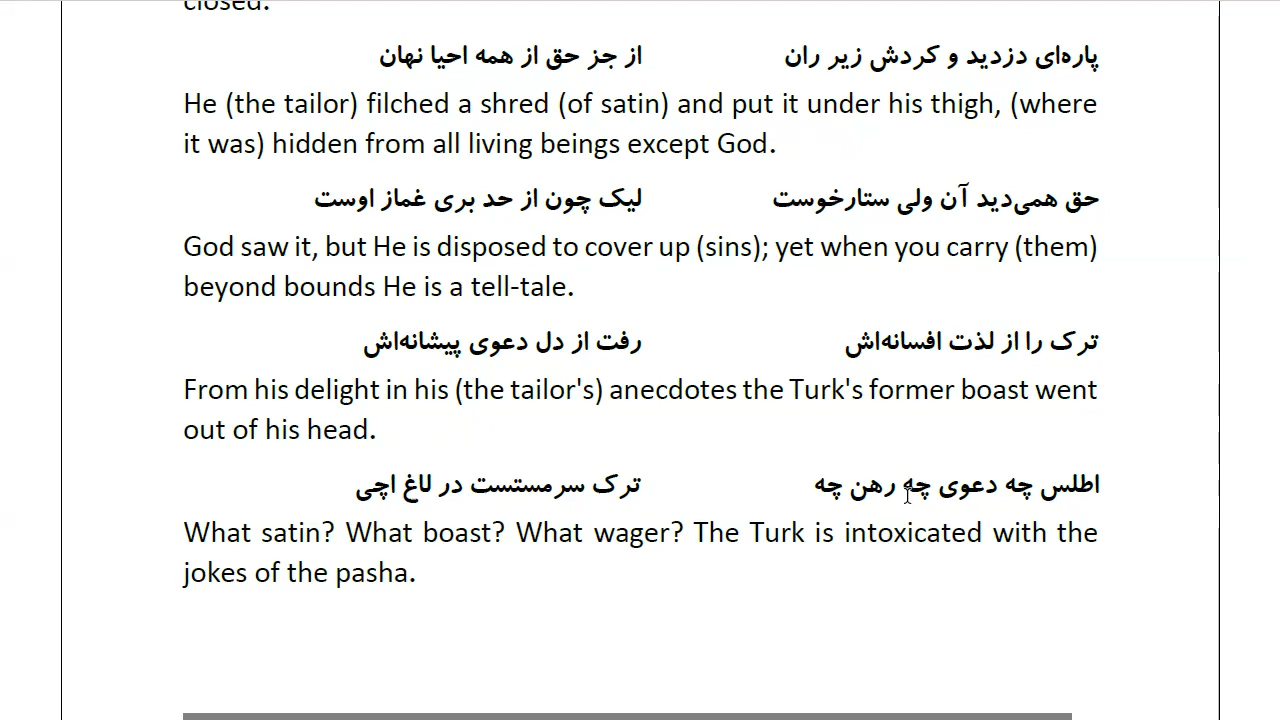 closed.
پاره‌ای دزدید و کردش زیر ران از جز حق از همه احیا نهان
He (the tailor) filched a shred (of satin) and put it under his thigh, (where
it was) hidden from all living beings except God.
حق همی‌دید آن ولی ستارخوست لیک چون از حد بری غماز اوست
God saw it, but He is disposed to cover up (sins); yet when you carry (them)
beyond bounds He is a tell-tale.
ترک را از لذت افسانه‌اش رفت از دل دعوی پیشانه‌اش
From his delight in his (the tailor's) anecdotes the Turk's former boast went
out of his head.
اطلس چه دعوی چه رهن چه ترک سرمستست در لاغ اچی
What satin? What boast? What wager? The Turk is intoxicated with the
jokes of the pasha.